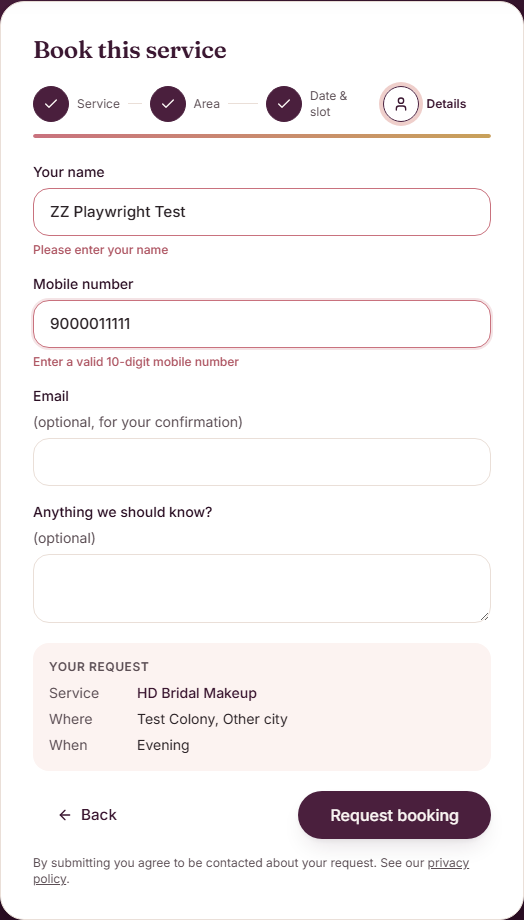 Book this service
Service
Area
Date &
slot
Details
Your name
ZZ Playwright Test
Please enter your name
Mobile number
9000011111
Enter a valid 10-digit mobile number
Email
(optional, for your confirmation)
Anything we should know?
(optional)
YOUR REQUEST
Service HD Bridal Makeup
Where Test Colony, Other city
When Evening
← Back
Request booking
By submitting you agree to be contacted about your request. See our privacy
policy.